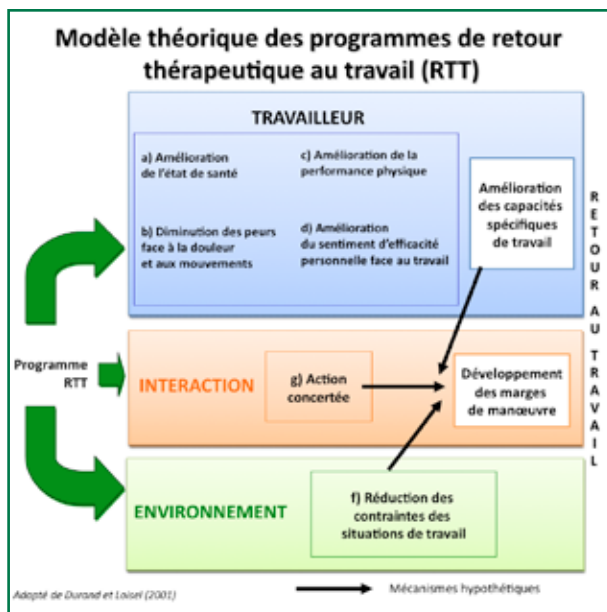 Modèle théorique des programmes de retour
thérapeutique au travail (RTT)
TRAVAILLEUR
a) Amélioration
de l'état de santé
c) Amélioration de la
performance physique
b) Diminution des peurs
face à la douleur
et aux mouvements
d) Amélioration
du sentiment d'efficacité
personnelle face au travail
Amélioration
des capacités
spécifiques
de travail
RETOUR AU TRAVAIL
Programme
RTT
INTERACTION
g) Action
concertée
Développement
des marges
de manœuvre
ENVIRONNEMENT
f) Réduction des
contraintes des
situations de travail
Adapté de Durand et Loisel (2001)
Mécanismes hypothétiques